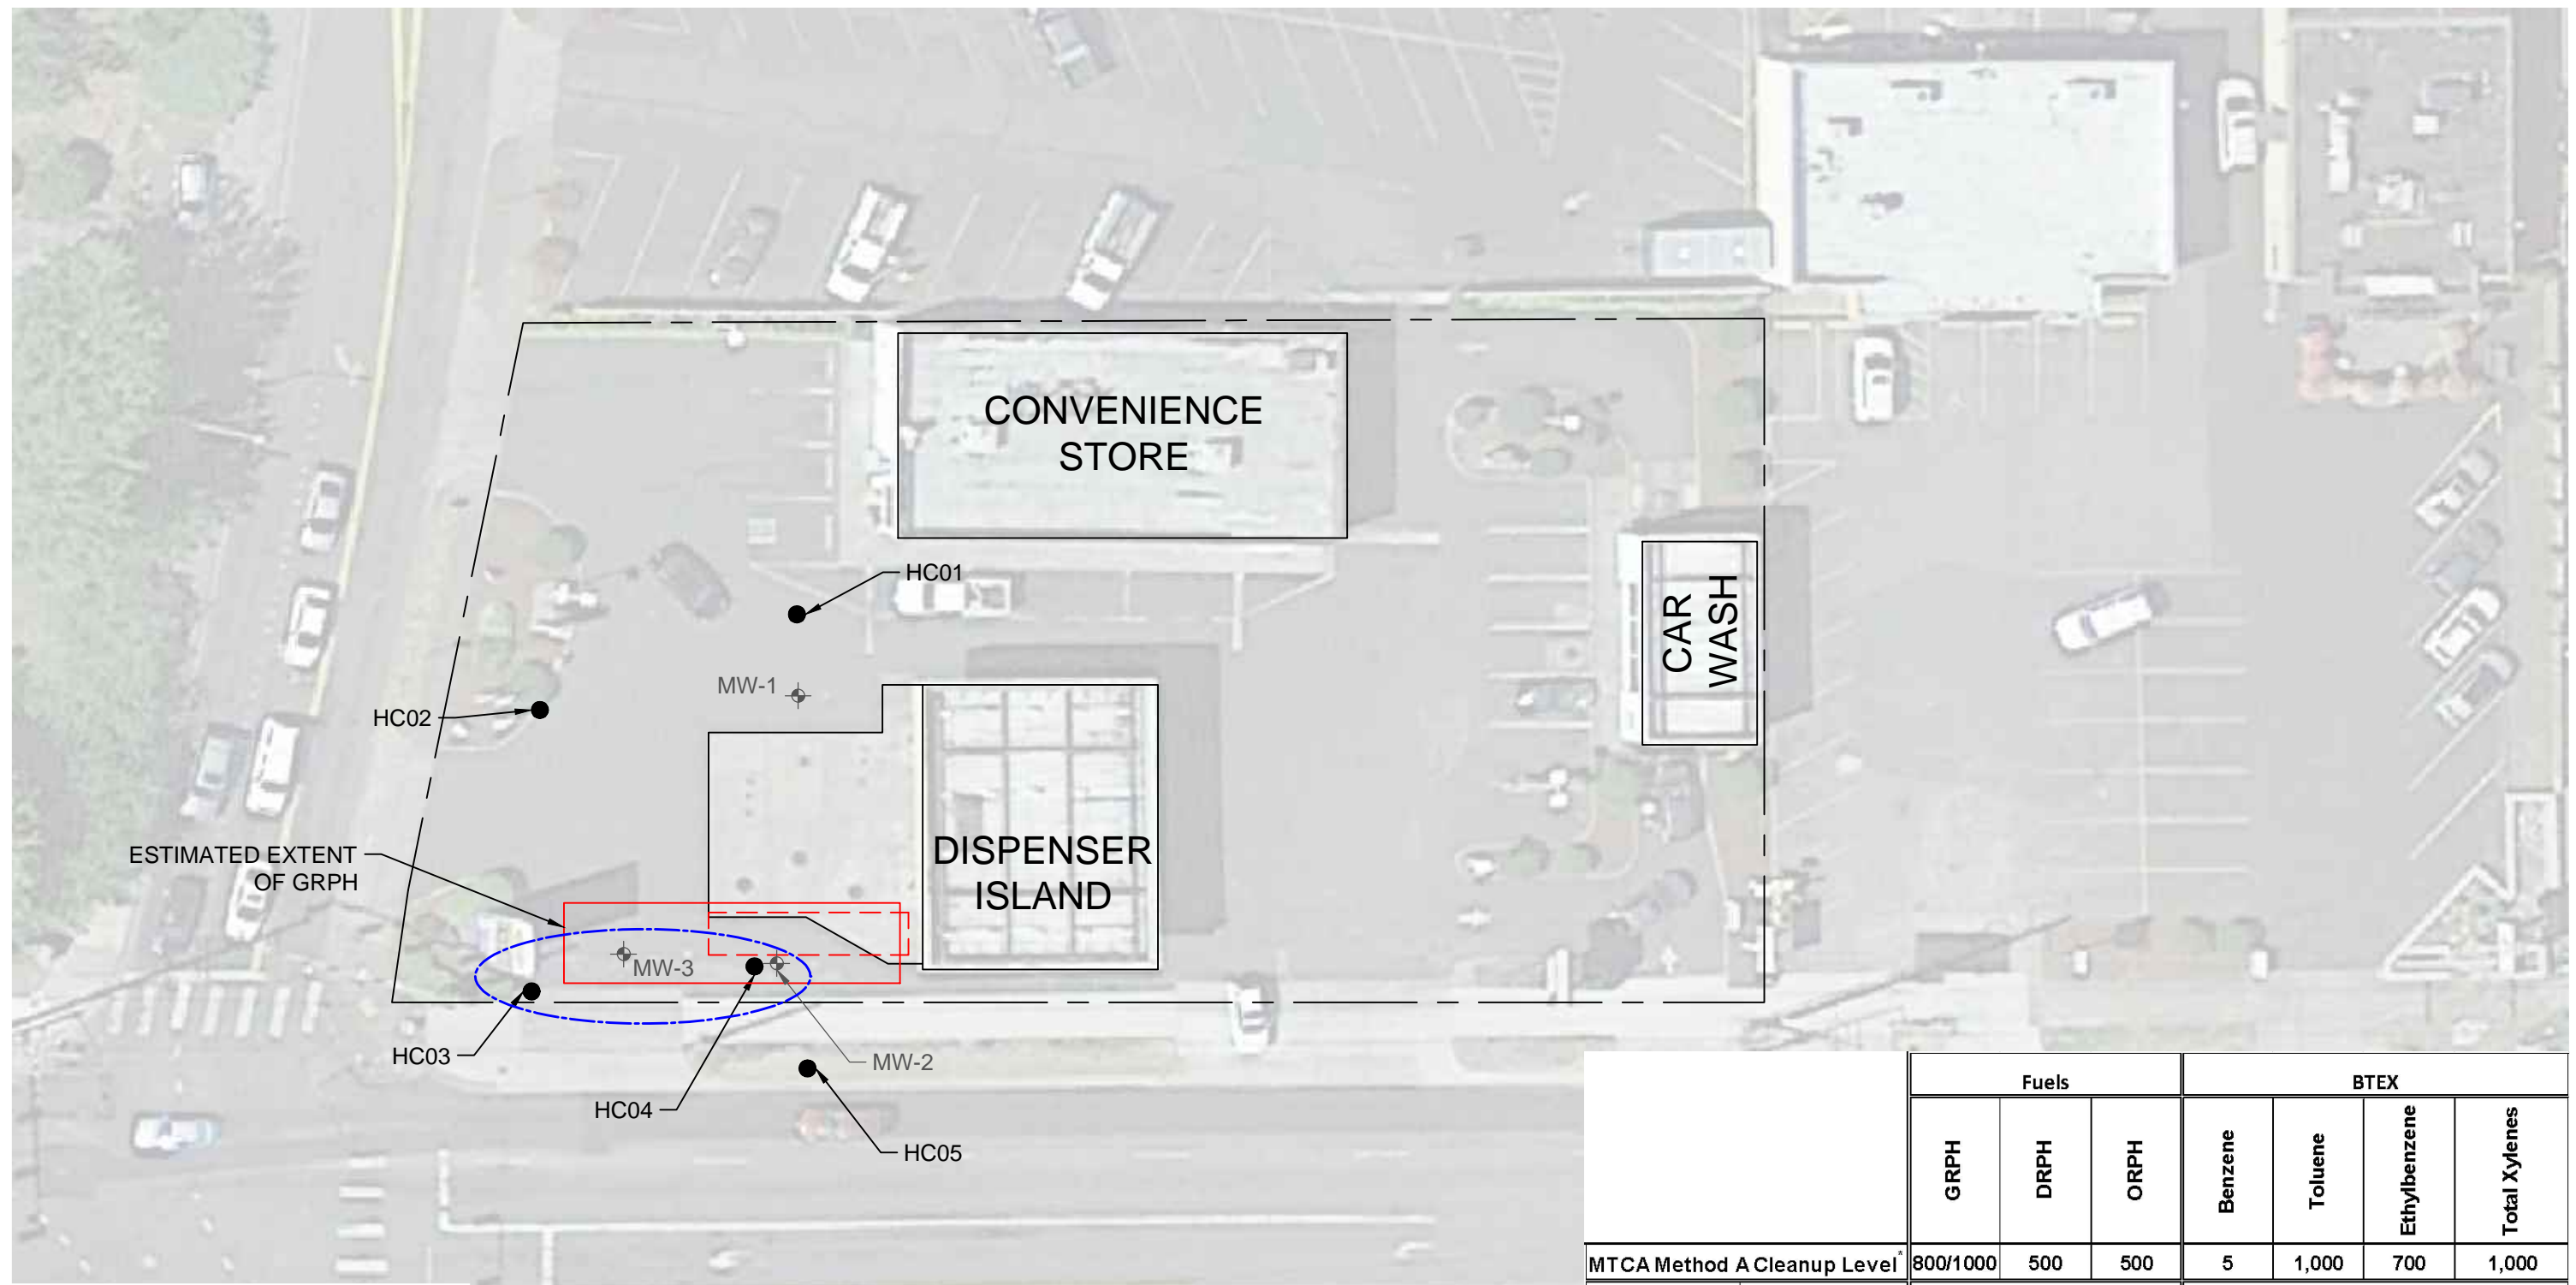 CONVENIENCE
STORE
HC01
CAR
WASH
MW-1
HC02
ESTIMATED EXTENT
OF GRPH
DISPENSER
ISLAND
MW-3
HC03
MW-2
HC04
HC05
Fuels BTEX
GRPH DRPH ORPH Benzene Toluene Ethylbenzene Total Xylenes
MTCA Method A Cleanup Level* 800/1000 500 500 5 1,000 700 1,000